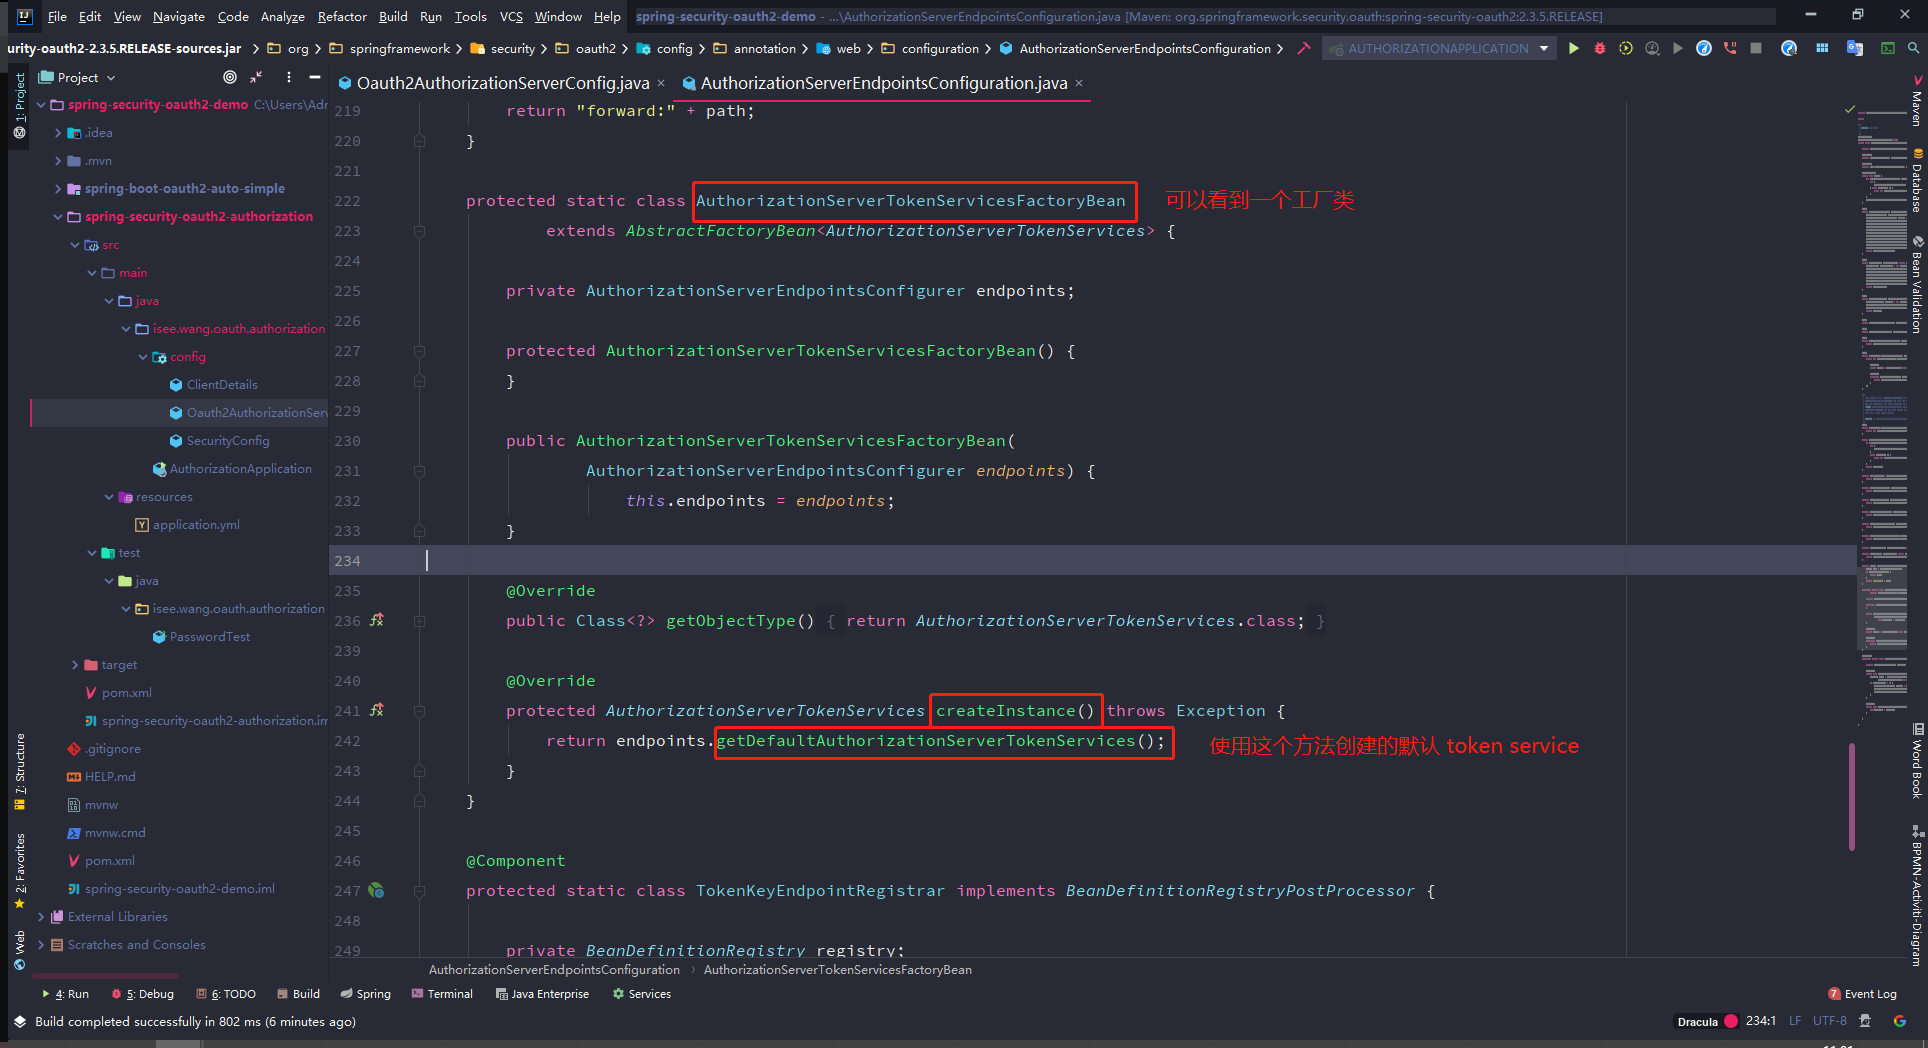 File Edit View Navigate Code Analyze Refactor Build Run Tools VCS Window Help spring-security-oauth2-demo - ...\AuthorizationServerEndpointsConfiguration.java [Maven: org.springframework.security.oauth:spring-security-oauth2:2.3.5.RELEASE]
urity-oauth2-2.3.5.RELEASE-sources.jar org springframework security oauth2 config annotation web configuration AuthorizationServerEndpointsConfiguration AUTHORIZATIONAPPLICATION
Project
Oauth2AuthorizationServerConfig.java × AuthorizationServerEndpointsConfiguration.java ×
1: Project
7: Structure
2: Favorites
Web
spring-security-oauth2-demo C:\Users\Adr
.idea
.mvn
spring-boot-oauth2-auto-simple
spring-security-oauth2-authorization
src
main
java
isee.wang.oauth.authorization
config
ClientDetails
Oauth2AuthorizationServ
SecurityConfig
AuthorizationApplication
resources
application.yml
test
java
isee.wang.oauth.authorization
PasswordTest
target
pom.xml
spring-security-oauth2-authorization.im
.gitignore
HELP.md
mvnw
mvnw.cmd
pom.xml
spring-security-oauth2-demo.iml
External Libraries
Scratches and Consoles
219 return "forward:" + path;
220 }
221
222 protected static class AuthorizationServerTokenServicesFactoryBean 可以看到一个工厂类
223 extends AbstractFactoryBean<AuthorizationServerTokenServices> {
224
225 private AuthorizationServerEndpointsConfigurer endpoints;
226
227 protected AuthorizationServerTokenServicesFactoryBean() {
228 }
229
230 public AuthorizationServerTokenServicesFactoryBean(
231 AuthorizationServerEndpointsConfigurer endpoints) {
232 this.endpoints = endpoints;
233 }
234
235 @Override
236 public Class<?> getObjectType() { return AuthorizationServerTokenServices.class; }
239
240 @Override
241 protected AuthorizationServerTokenServices createInstance() throws Exception {
242 return endpoints.getDefaultAuthorizationServerTokenServices(); 使用这个方法创建的默认 token service
243 }
244 }
245
246 @Component
247 protected static class TokenKeyEndpointRegistrar implements BeanDefinitionRegistryPostProcessor {
248
249 private BeanDefinitionRegistry registry;
AuthorizationServerEndpointsConfiguration › AuthorizationServerTokenServicesFactoryBean
Maven
Database
Bean Validation
Word Book
BPMN-Activiti-Diagram
4: Run 5: Debug 6: TODO Build Spring Terminal Java Enterprise Services 7 Event Log
Build completed successfully in 802 ms (6 minutes ago) Dracula 234:1 LF UTF-8